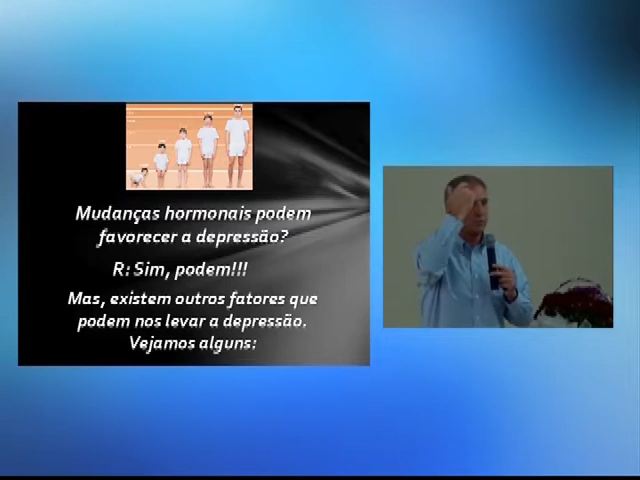 Mudanças hormonais podem
favorecer a depressão?
R: Sim, podem!!!
Mas, existem outros fatores que
podem nos levar a depressão.
Vejamos alguns: